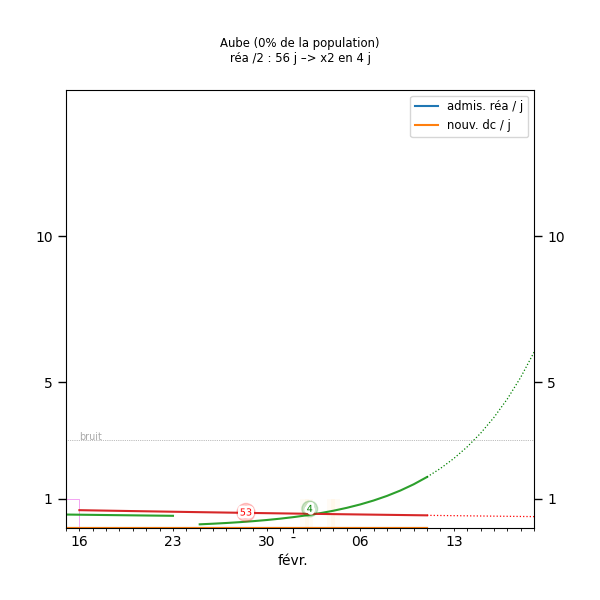 Aube (0% de la population)
réa /2 : 56 j –> x2 en 4 j
admis. réa / j
nouv. dc / j
10
10
5
5
bruit
1
1
53
4
16
23
30
-
06
13
févr.